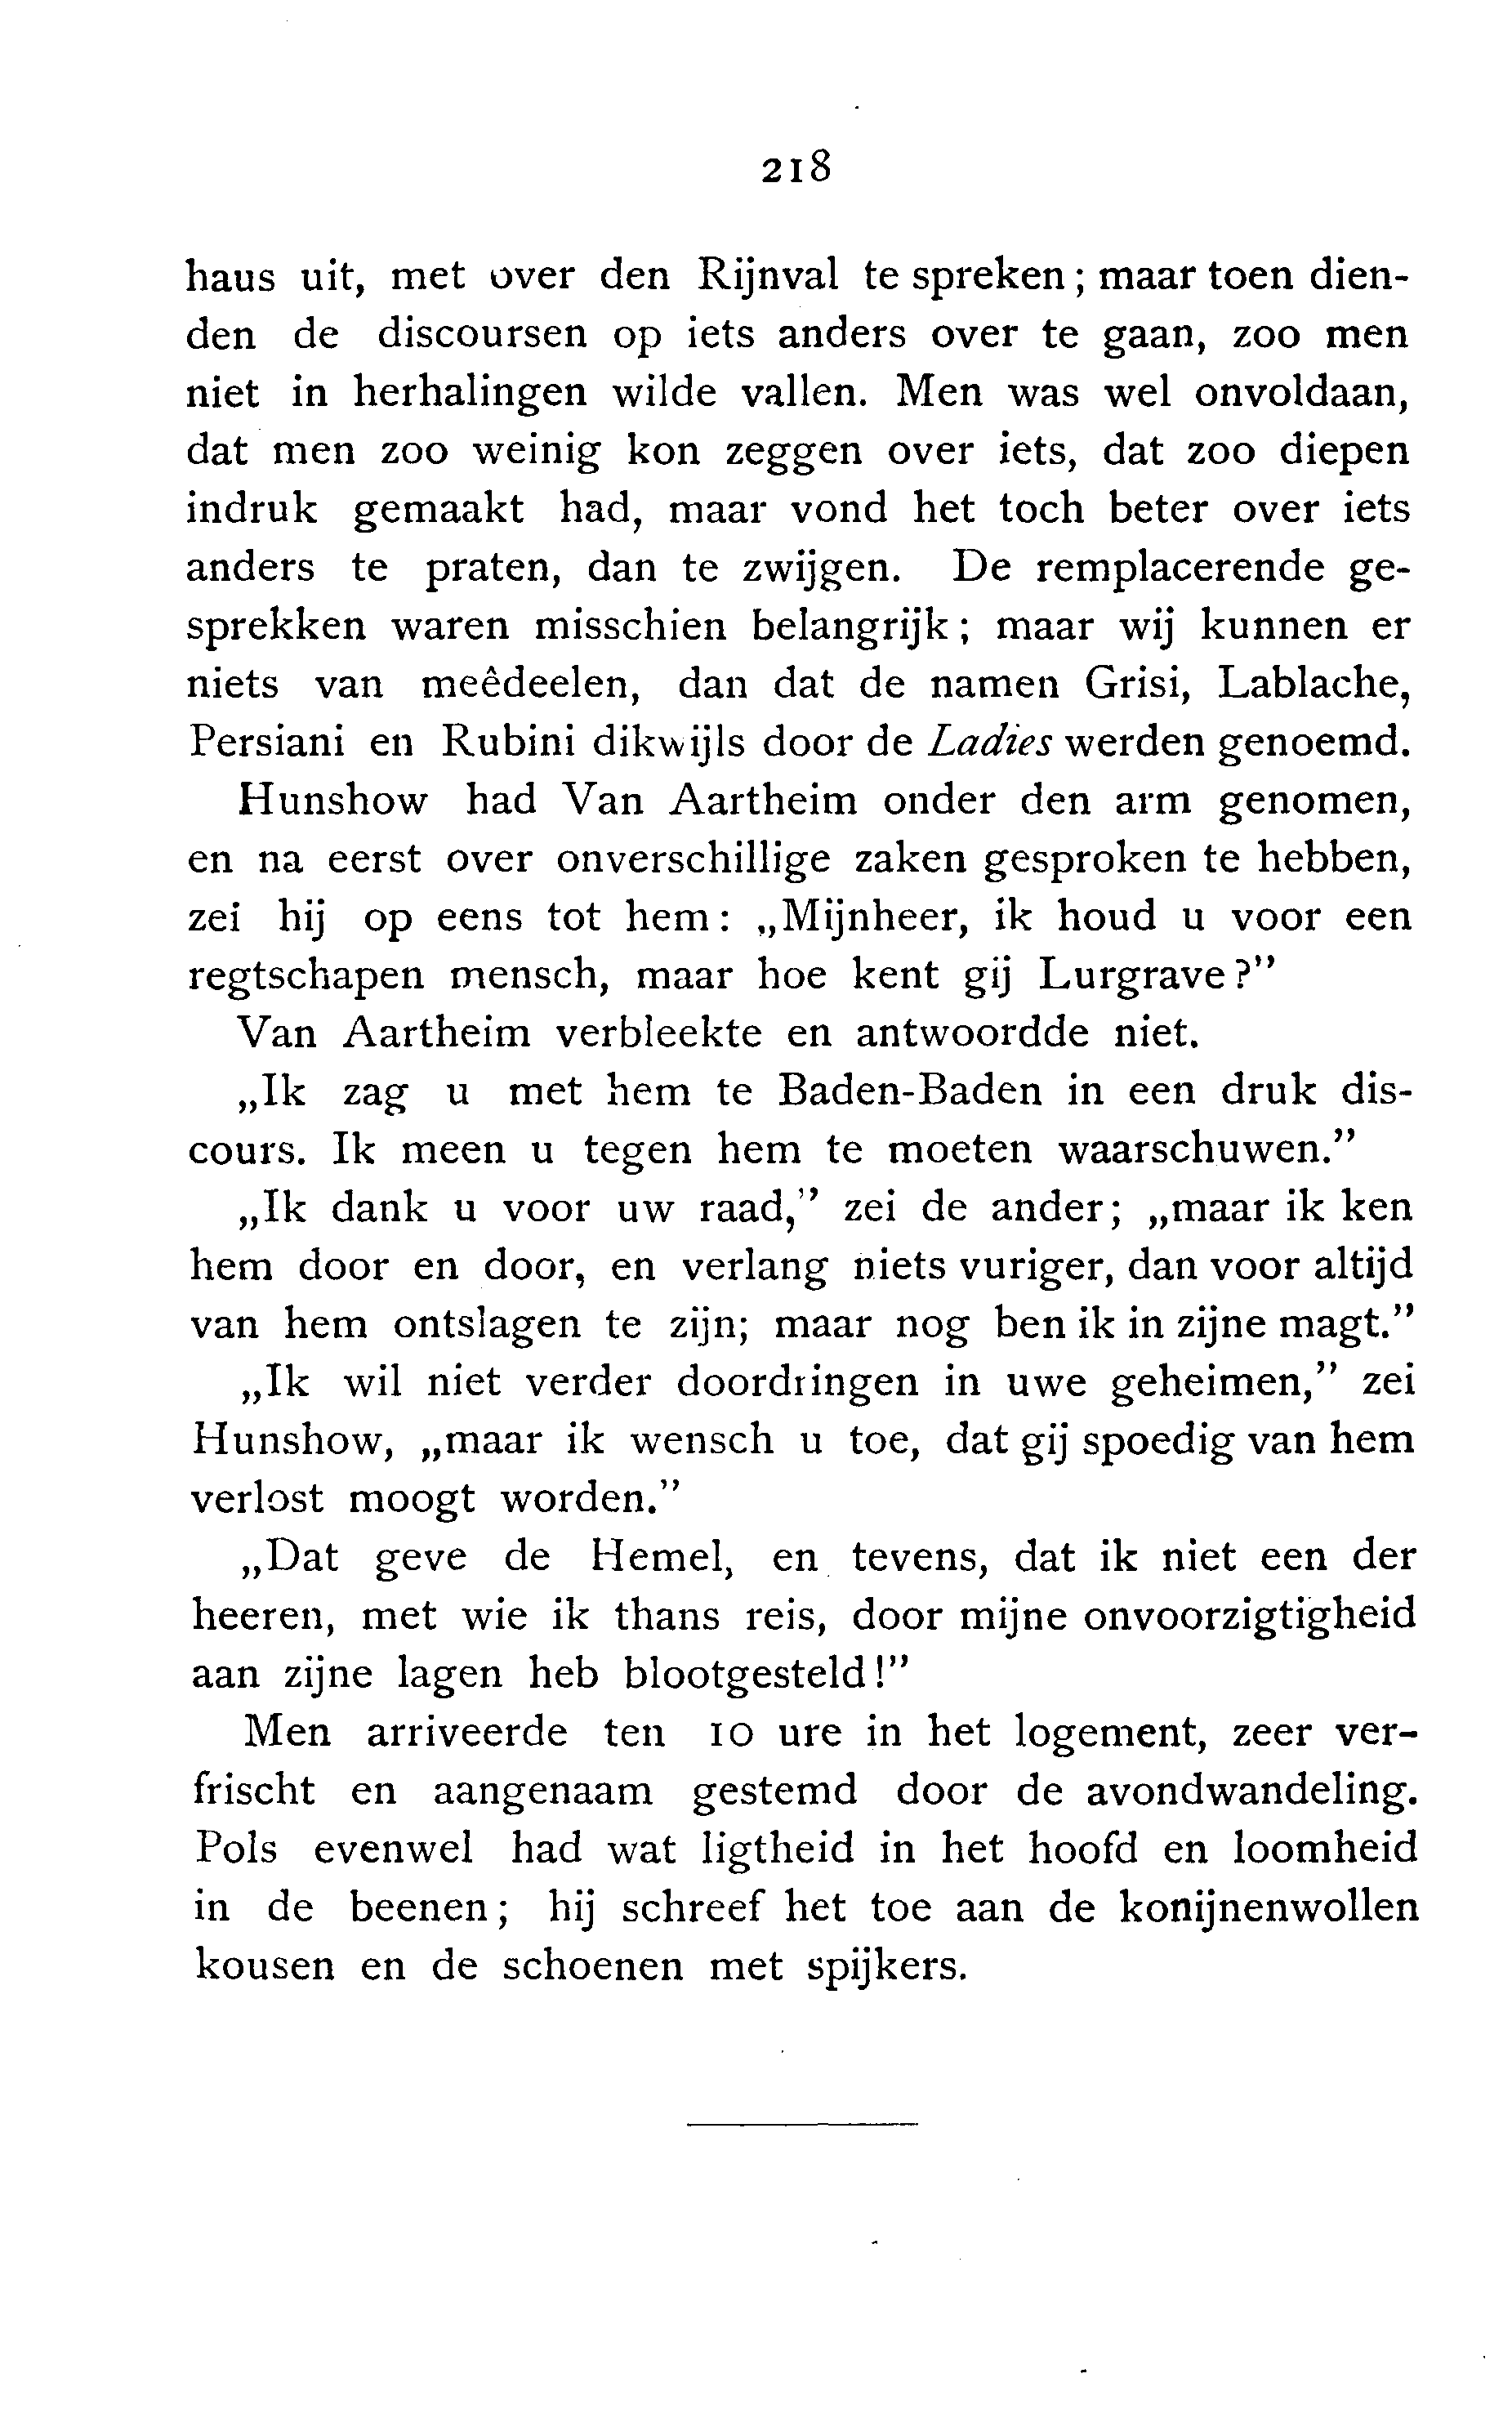 218
haus uit, met over den Rijnval te spreken; maar toen dien-
den de discoursen op iets anders over te gaan, zoo men
niet in herhalingen wilde vallen. Men was wel onvoldaan,
dat men zoo weinig kon zeggen over iets, dat zoo diepen
indruk gemaakt had, maar vond het toch beter over iets
anders te praten, dan te zwijgen. De remplacerende ge-
sprekken waren misschien belangrijk; maar wij kunnen er
niets van meêdeelen, dan dat de namen Grisi, Lablache,
Persiani en Rubini dikwijls door de Ladies werden genoemd.
Hunshow had Van Aartheim onder den arm genomen,
en na eerst over onverschillige zaken gesproken te hebben,
zei hij op eens tot hem: „Mijnheer, ik houd u voor een
regtschapen mensch, maar hoe kent gij Lurgrave?”
Van Aartheim verbleekte en antwoordde niet.
„Ik zag u met hem te Baden-Baden in een druk dis-
cours. Ik meen u tegen hem te moeten waarschuwen.”
„Ik dank u voor uw raad,” zei de ander; „maar ik ken
hem door en door, en verlang niets vuriger, dan voor altijd
van hem ontslagen te zijn; maar nog ben ik in zijne magt.”
„Ik wil niet verder doordringen in uwe geheimen,” zei
Hunshow, „maar ik wensch u toe, dat gij spoedig van hem
verlost moogt worden.”
„Dat geve de Hemel, en tevens, dat ik niet een der
heeren, met wie ik thans reis, door mijne onvoorzigtigheid
aan zijne lagen heb blootgesteld!”
Men arriveerde ten 10 ure in het logement, zeer ver-
frischt en aangenaam gestemd door de avondwandeling.
Pols evenwel had wat ligtheid in het hoofd en loomheid
in de beenen; hij schreef het toe aan de konijnenwollen
kousen en de schoenen met spijkers.